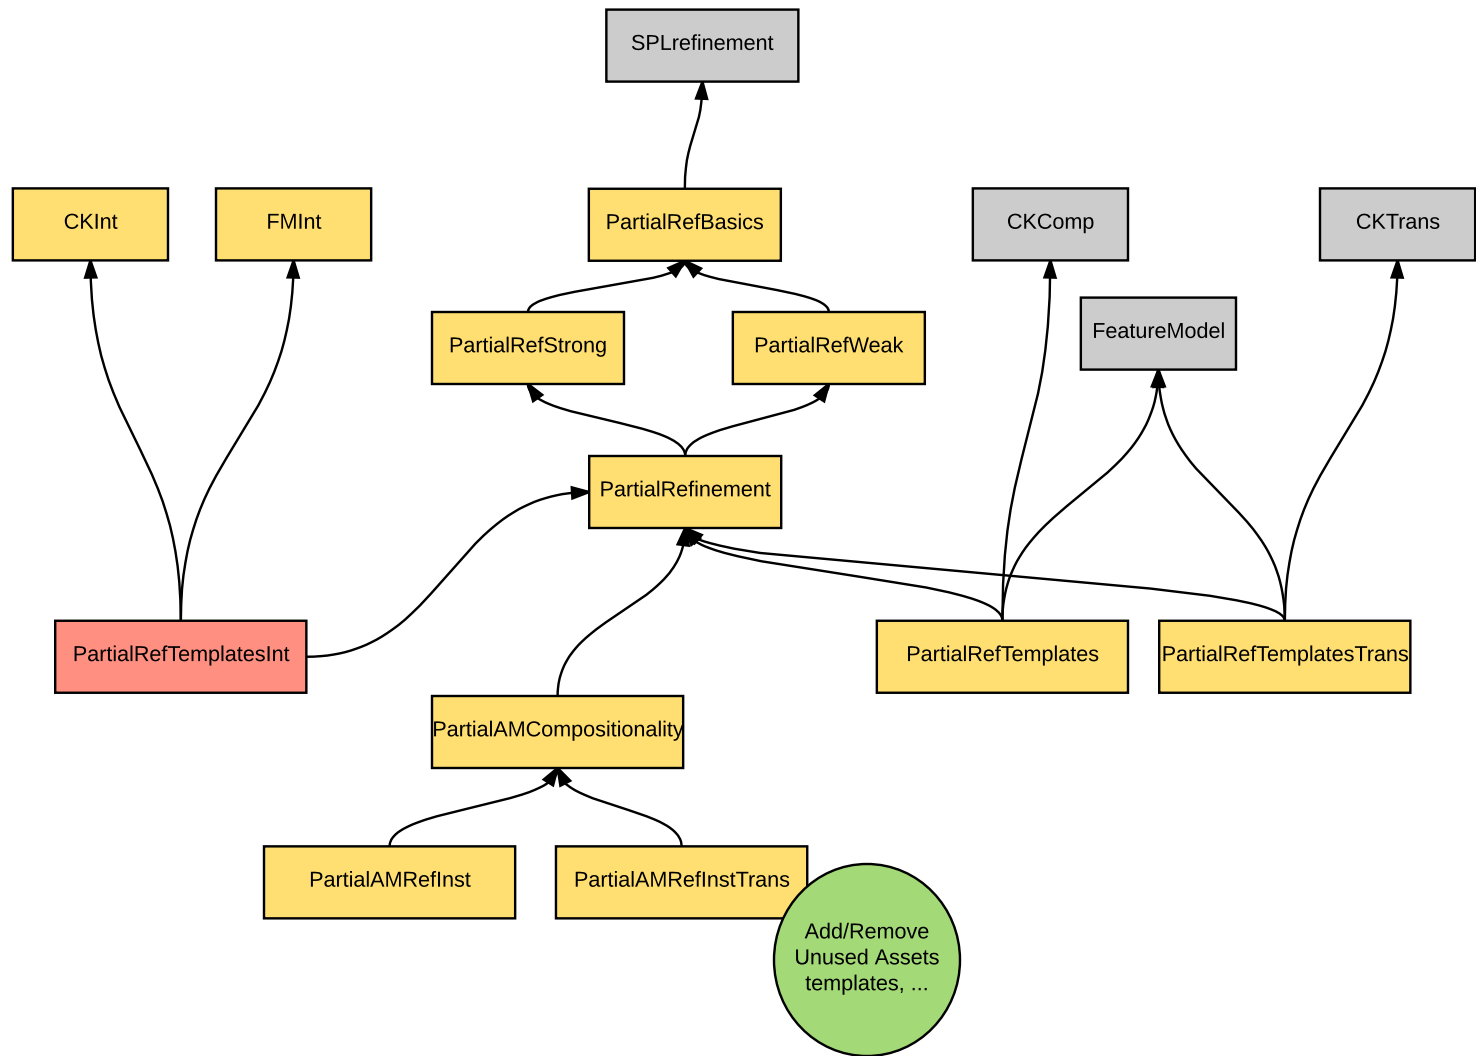 SPLrefinement
CKInt
FMInt
PartialRefBasics
CKComp
CKTrans
FeatureModel
PartialRefStrong
PartialRefWeak
PartialRefinement
PartialRefTemplatesInt
PartialRefTemplates
PartialRefTemplatesTrans
PartialAMCompositionality
PartialAMRefInst
PartialAMRefInstTrans
Add/Remove
Unused Assets
templates, ...